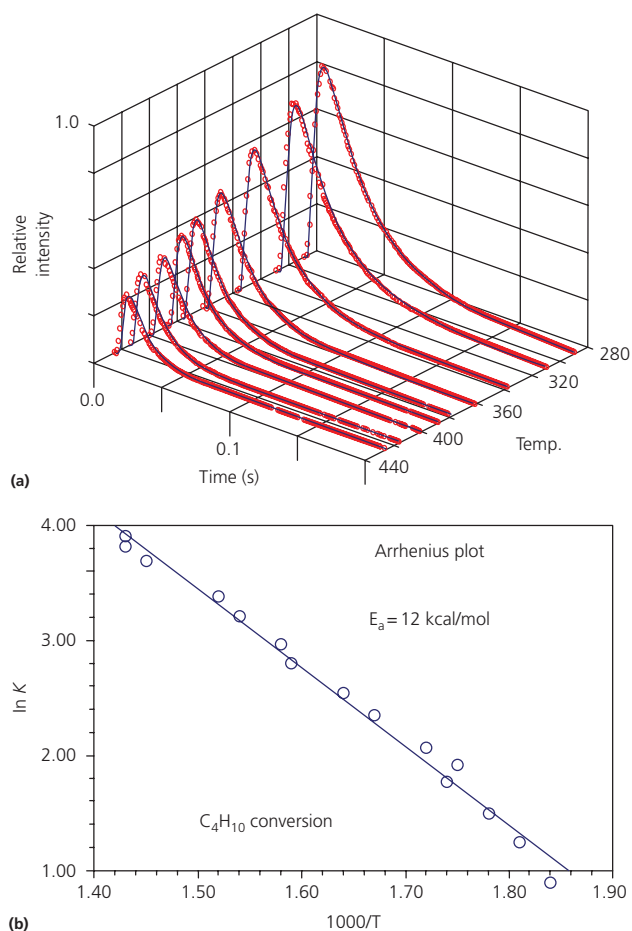 1.0
Relative
intensity
0.0
0.1
Time (s)
280
320
360
400
440
Temp.
(a)
4.00
3.00
2.00
1.00
ln K
Arrhenius plot
Eₐ = 12 kcal/mol
C₄H₁₀ conversion
1.40 1.50 1.60 1.70 1.80 1.90
1000/T
(b)